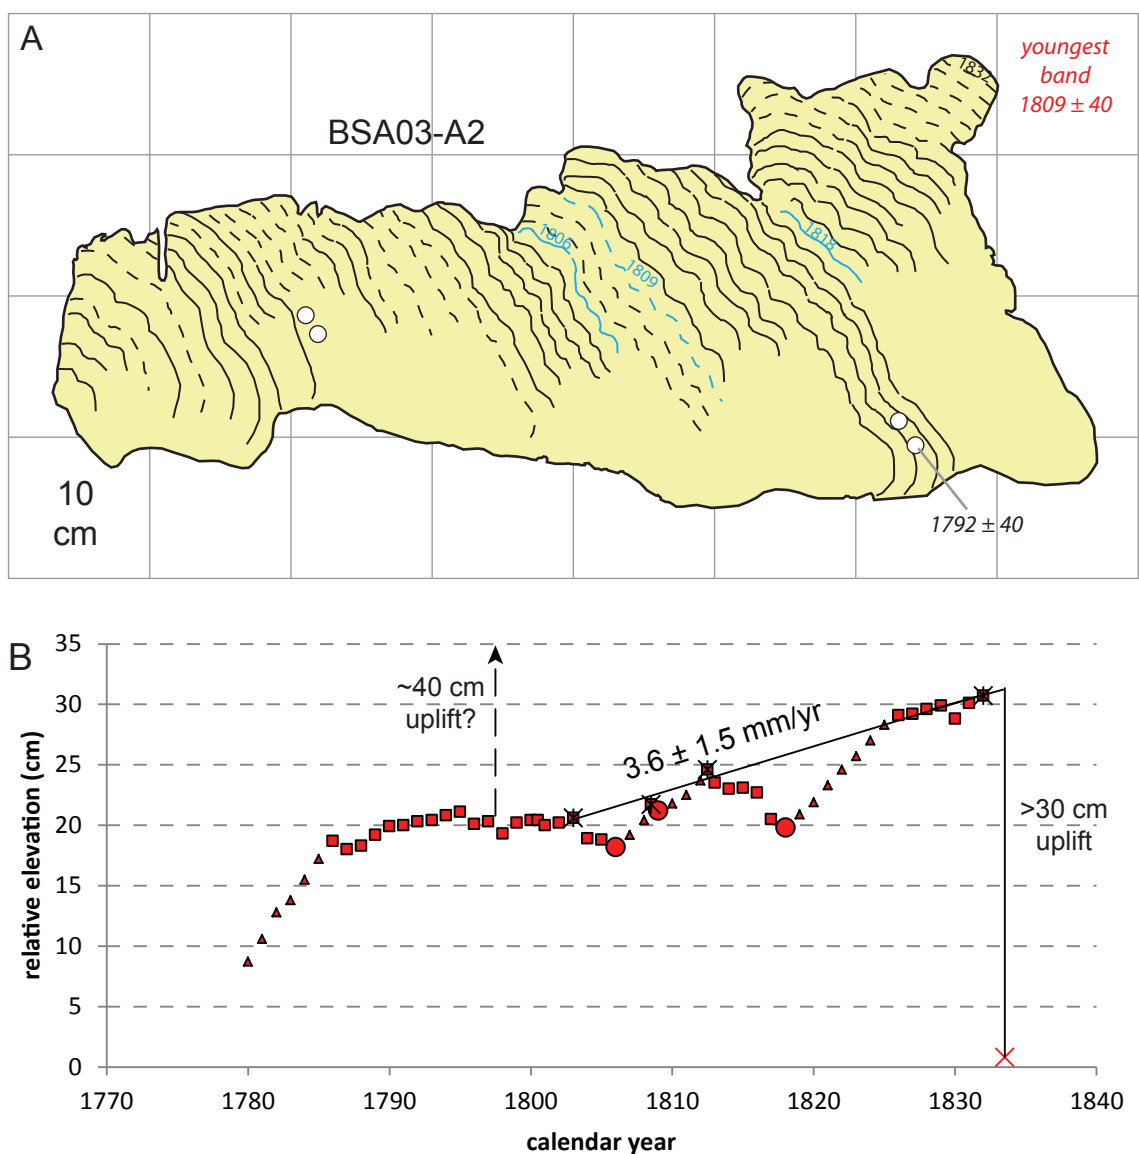 A
youngest
band
1809 ± 40
1832
BSA03-A2
1806
1809
1818
10
cm
1792 ± 40
B
35
30
25
20
15
10
5
0
relative elevation (cm)
~40 cm
uplift?
3.6 ± 1.5 mm/yr
>30 cm
uplift
1770 1780 1790 1800 1810 1820 1830 1840
calendar year